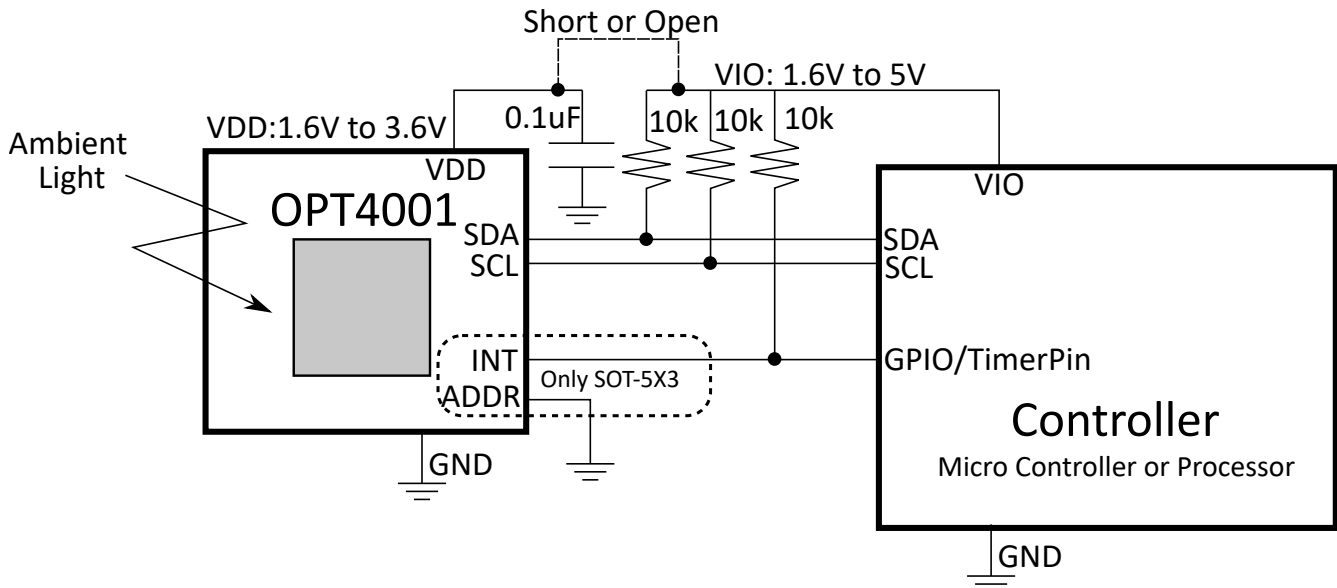 Short or Open
VIO: 1.6V to 5V
0.1uF
10k
10k
10k
VDD:1.6V to 3.6V
Ambient
Light
VDD
VIO
OPT4001
SDA
SCL
SDA
SCL
INT
Only SOT-5X3
ADDR
GPIO/TimerPin
Controller
Micro Controller or Processor
GND
GND